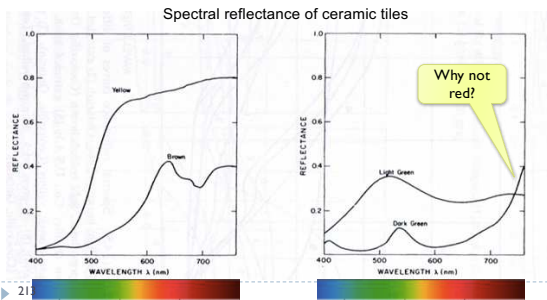 Spectral reflectance of ceramic tiles
1.0
0.8
0.6
0.4
0.2
REFLECTANCE
Yellow
Brown
400
500
600
700
WAVELENGTH λ (nm)
1.0
0.8
0.6
0.4
0.2
REFLECTANCE
Why not
red?
Light Green
Dark Green
400
500
600
700
WAVELENGTH λ (nm)